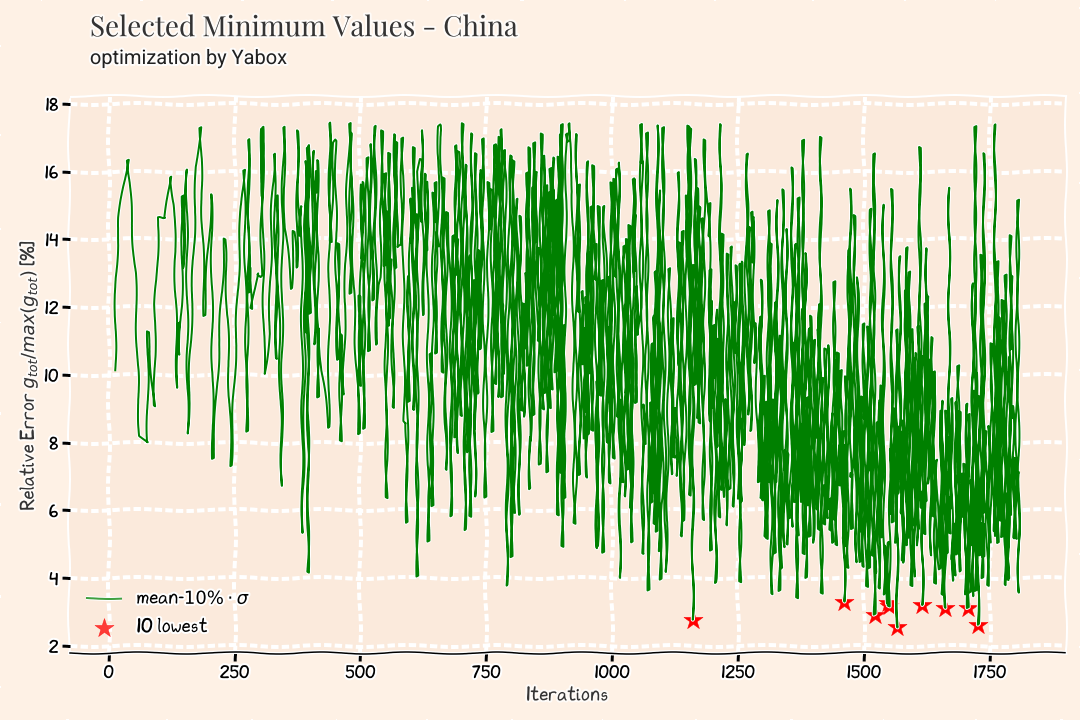 Selected Minimum Values - China
optimization by Yabox
Relative Error g_tot/max(g_tot) [%]
18
16
14
12
10
8
6
4
2
mean-10% · σ
10 lowest
0 250 500 750 1000 1250 1500 1750
Iterations